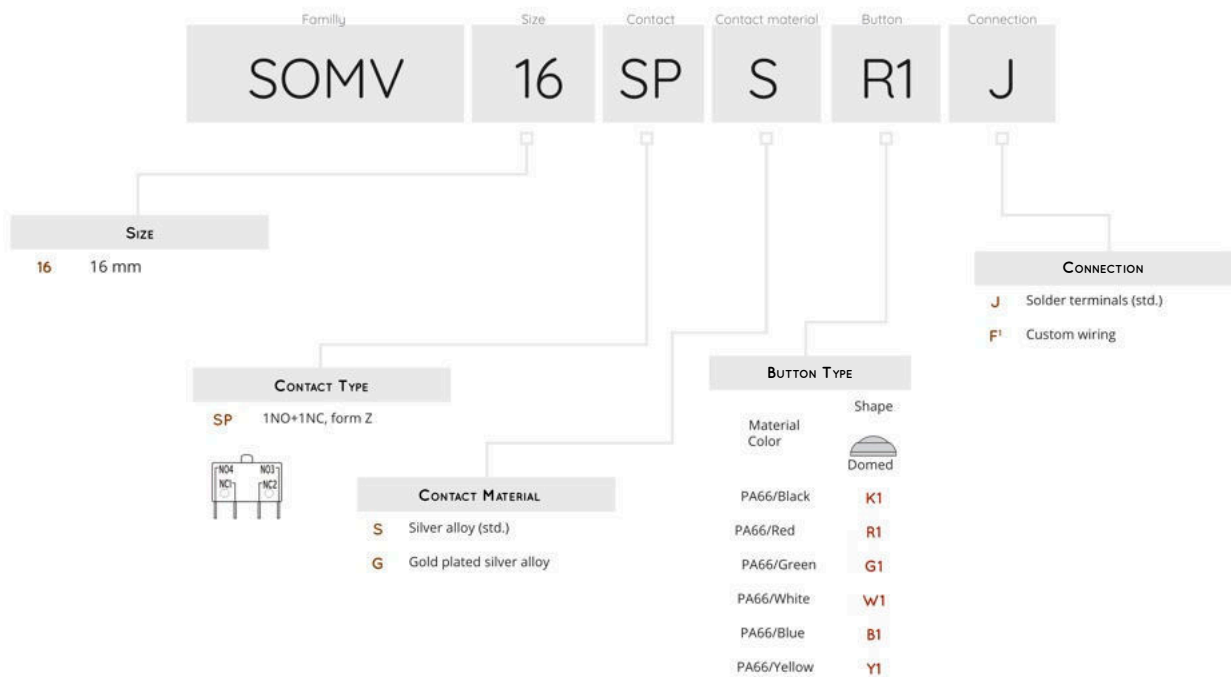 Familly Size Contact Contact material Button Connection
SOMV 16 SP S R1 J
SIZE
16 16 mm
CONNECTION
J Solder terminals (std.)
F¹ Custom wiring
CONTACT TYPE
SP 1NO+1NC, form Z
NO4 NO3
NC1 NC2
CONTACT MATERIAL
S Silver alloy (std.)
G Gold plated silver alloy
BUTTON TYPE
Shape
Material
Color
Domed
PA66/Black K1
PA66/Red R1
PA66/Green G1
PA66/White W1
PA66/Blue B1
PA66/Yellow Y1